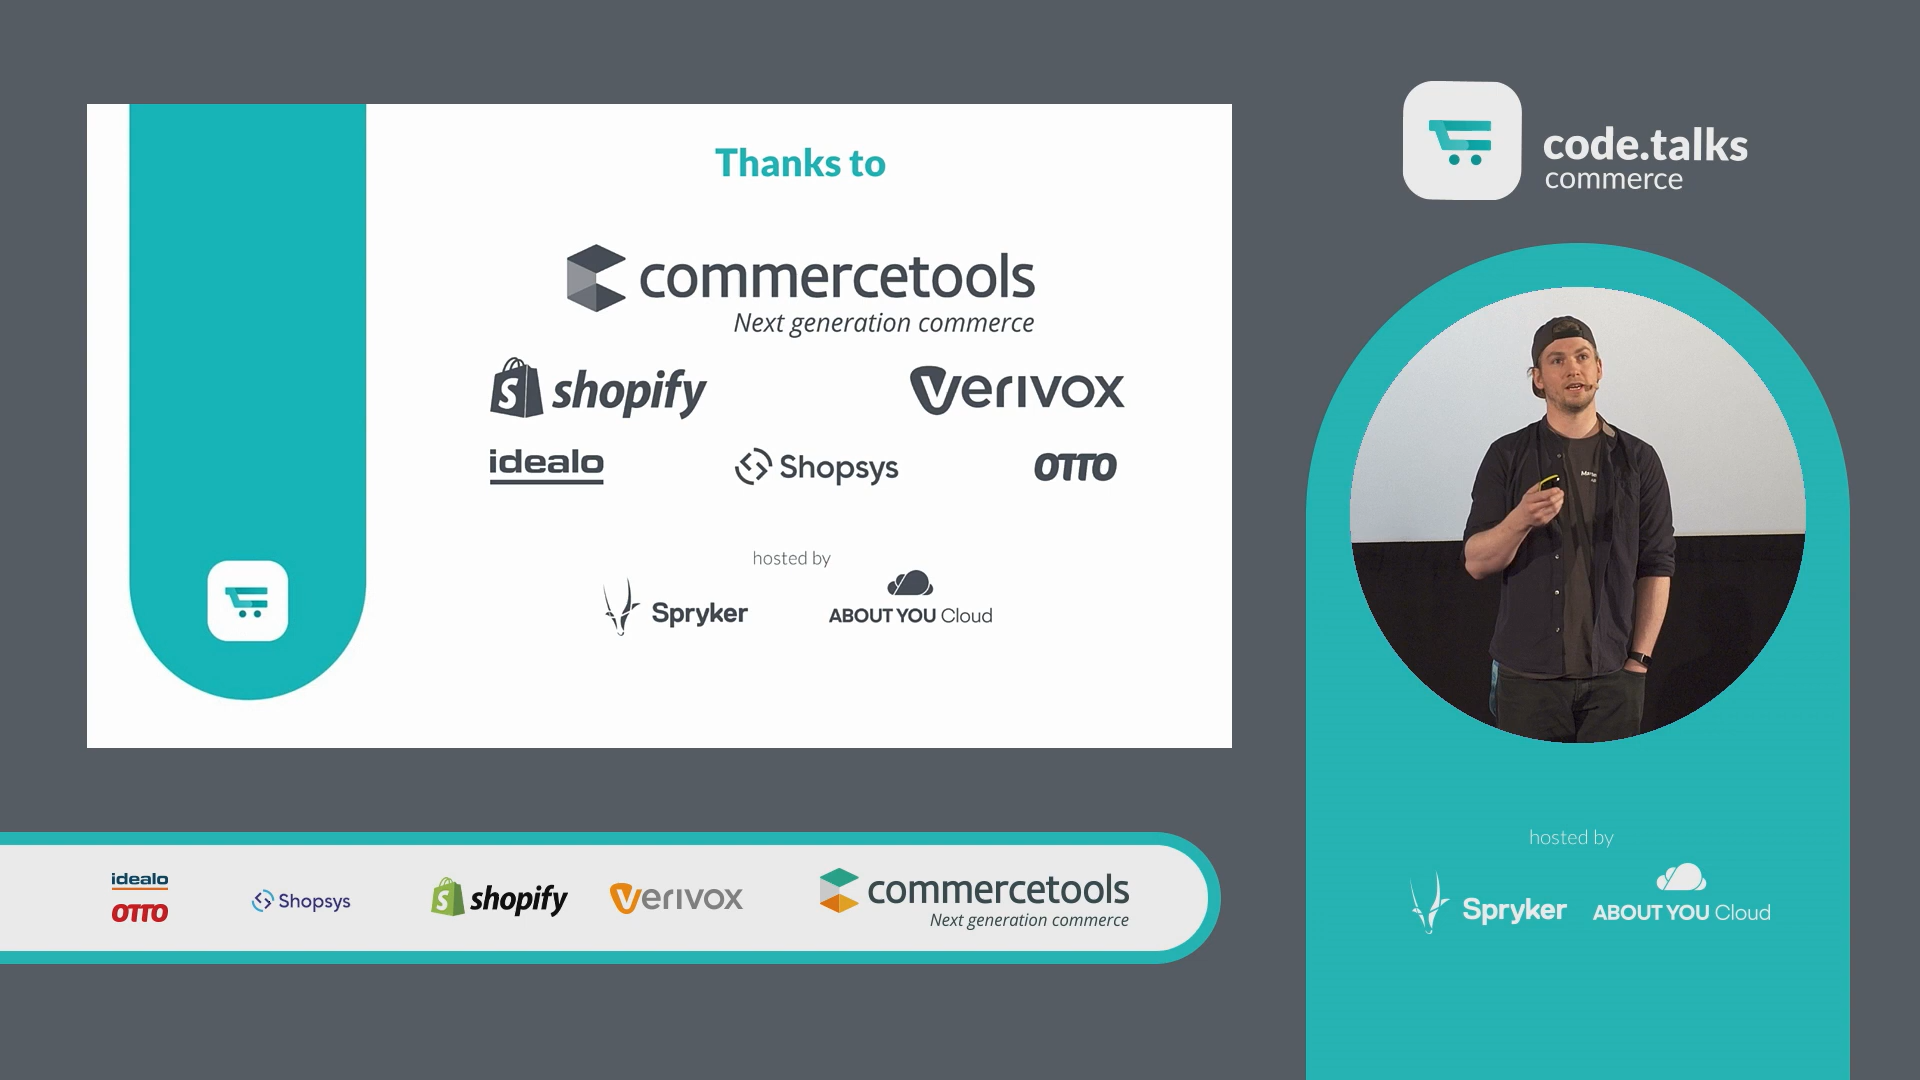 Thanks to
commercetools
Next generation commerce
shopify
verivox
idealo
Shopsys
OTTO
hosted by
Spryker
ABOUT YOU Cloud
code.talks
commerce
hosted by
Spryker
ABOUT YOU Cloud
idealo
OTTO
Shopsys
shopify
verivox
commercetools
Next generation commerce